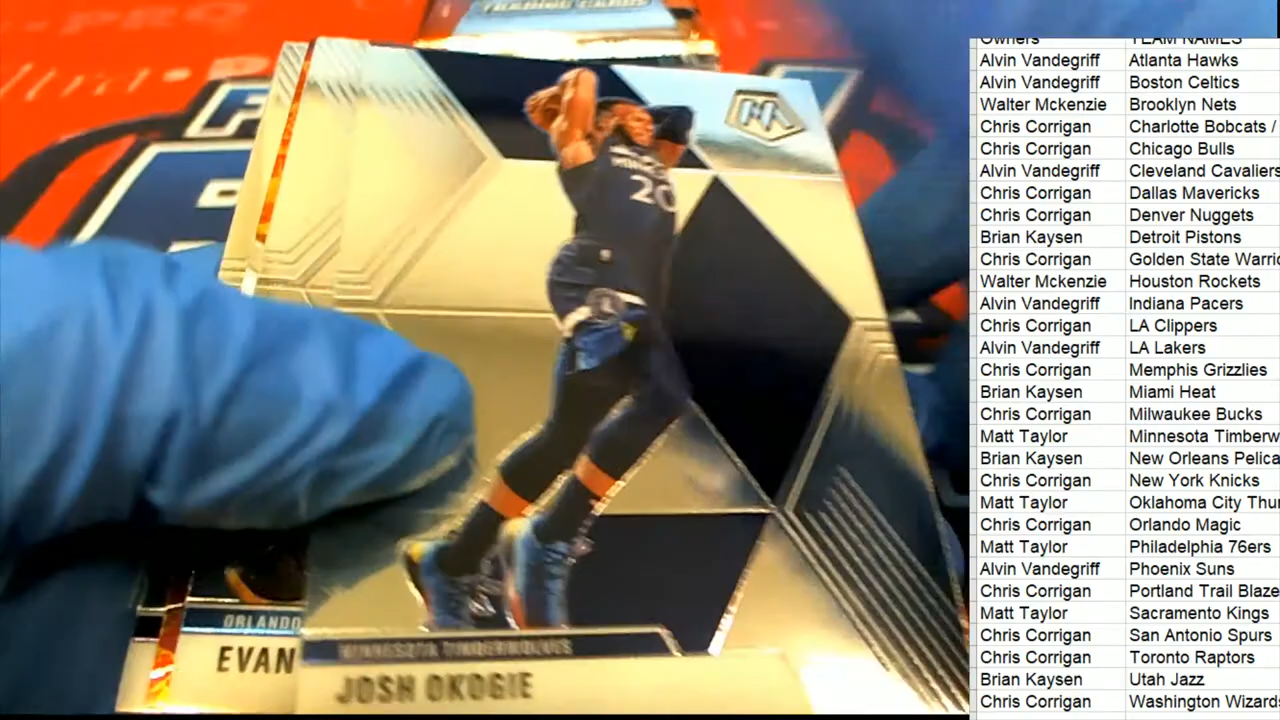 TRADING CARDS
20
ORLANDO
EVAN
MINNESOTA TIMBERWOLVES
JOSH OKOGIE
Owners TEAM NAMES
Alvin Vandegriff Atlanta Hawks
Alvin Vandegriff Boston Celtics
Walter Mckenzie Brooklyn Nets
Chris Corrigan Charlotte Bobcats /
Chris Corrigan Chicago Bulls
Alvin Vandegriff Cleveland Cavaliers
Chris Corrigan Dallas Mavericks
Chris Corrigan Denver Nuggets
Brian Kaysen Detroit Pistons
Chris Corrigan Golden State Warrio
Walter Mckenzie Houston Rockets
Alvin Vandegriff Indiana Pacers
Chris Corrigan LA Clippers
Alvin Vandegriff LA Lakers
Chris Corrigan Memphis Grizzlies
Brian Kaysen Miami Heat
Chris Corrigan Milwaukee Bucks
Matt Taylor Minnesota Timberw
Brian Kaysen New Orleans Pelica
Chris Corrigan New York Knicks
Matt Taylor Oklahoma City Thu
Chris Corrigan Orlando Magic
Matt Taylor Philadelphia 76ers
Alvin Vandegriff Phoenix Suns
Chris Corrigan Portland Trail Blaze
Matt Taylor Sacramento Kings
Chris Corrigan San Antonio Spurs
Chris Corrigan Toronto Raptors
Brian Kaysen Utah Jazz
Chris Corrigan Washington Wizards